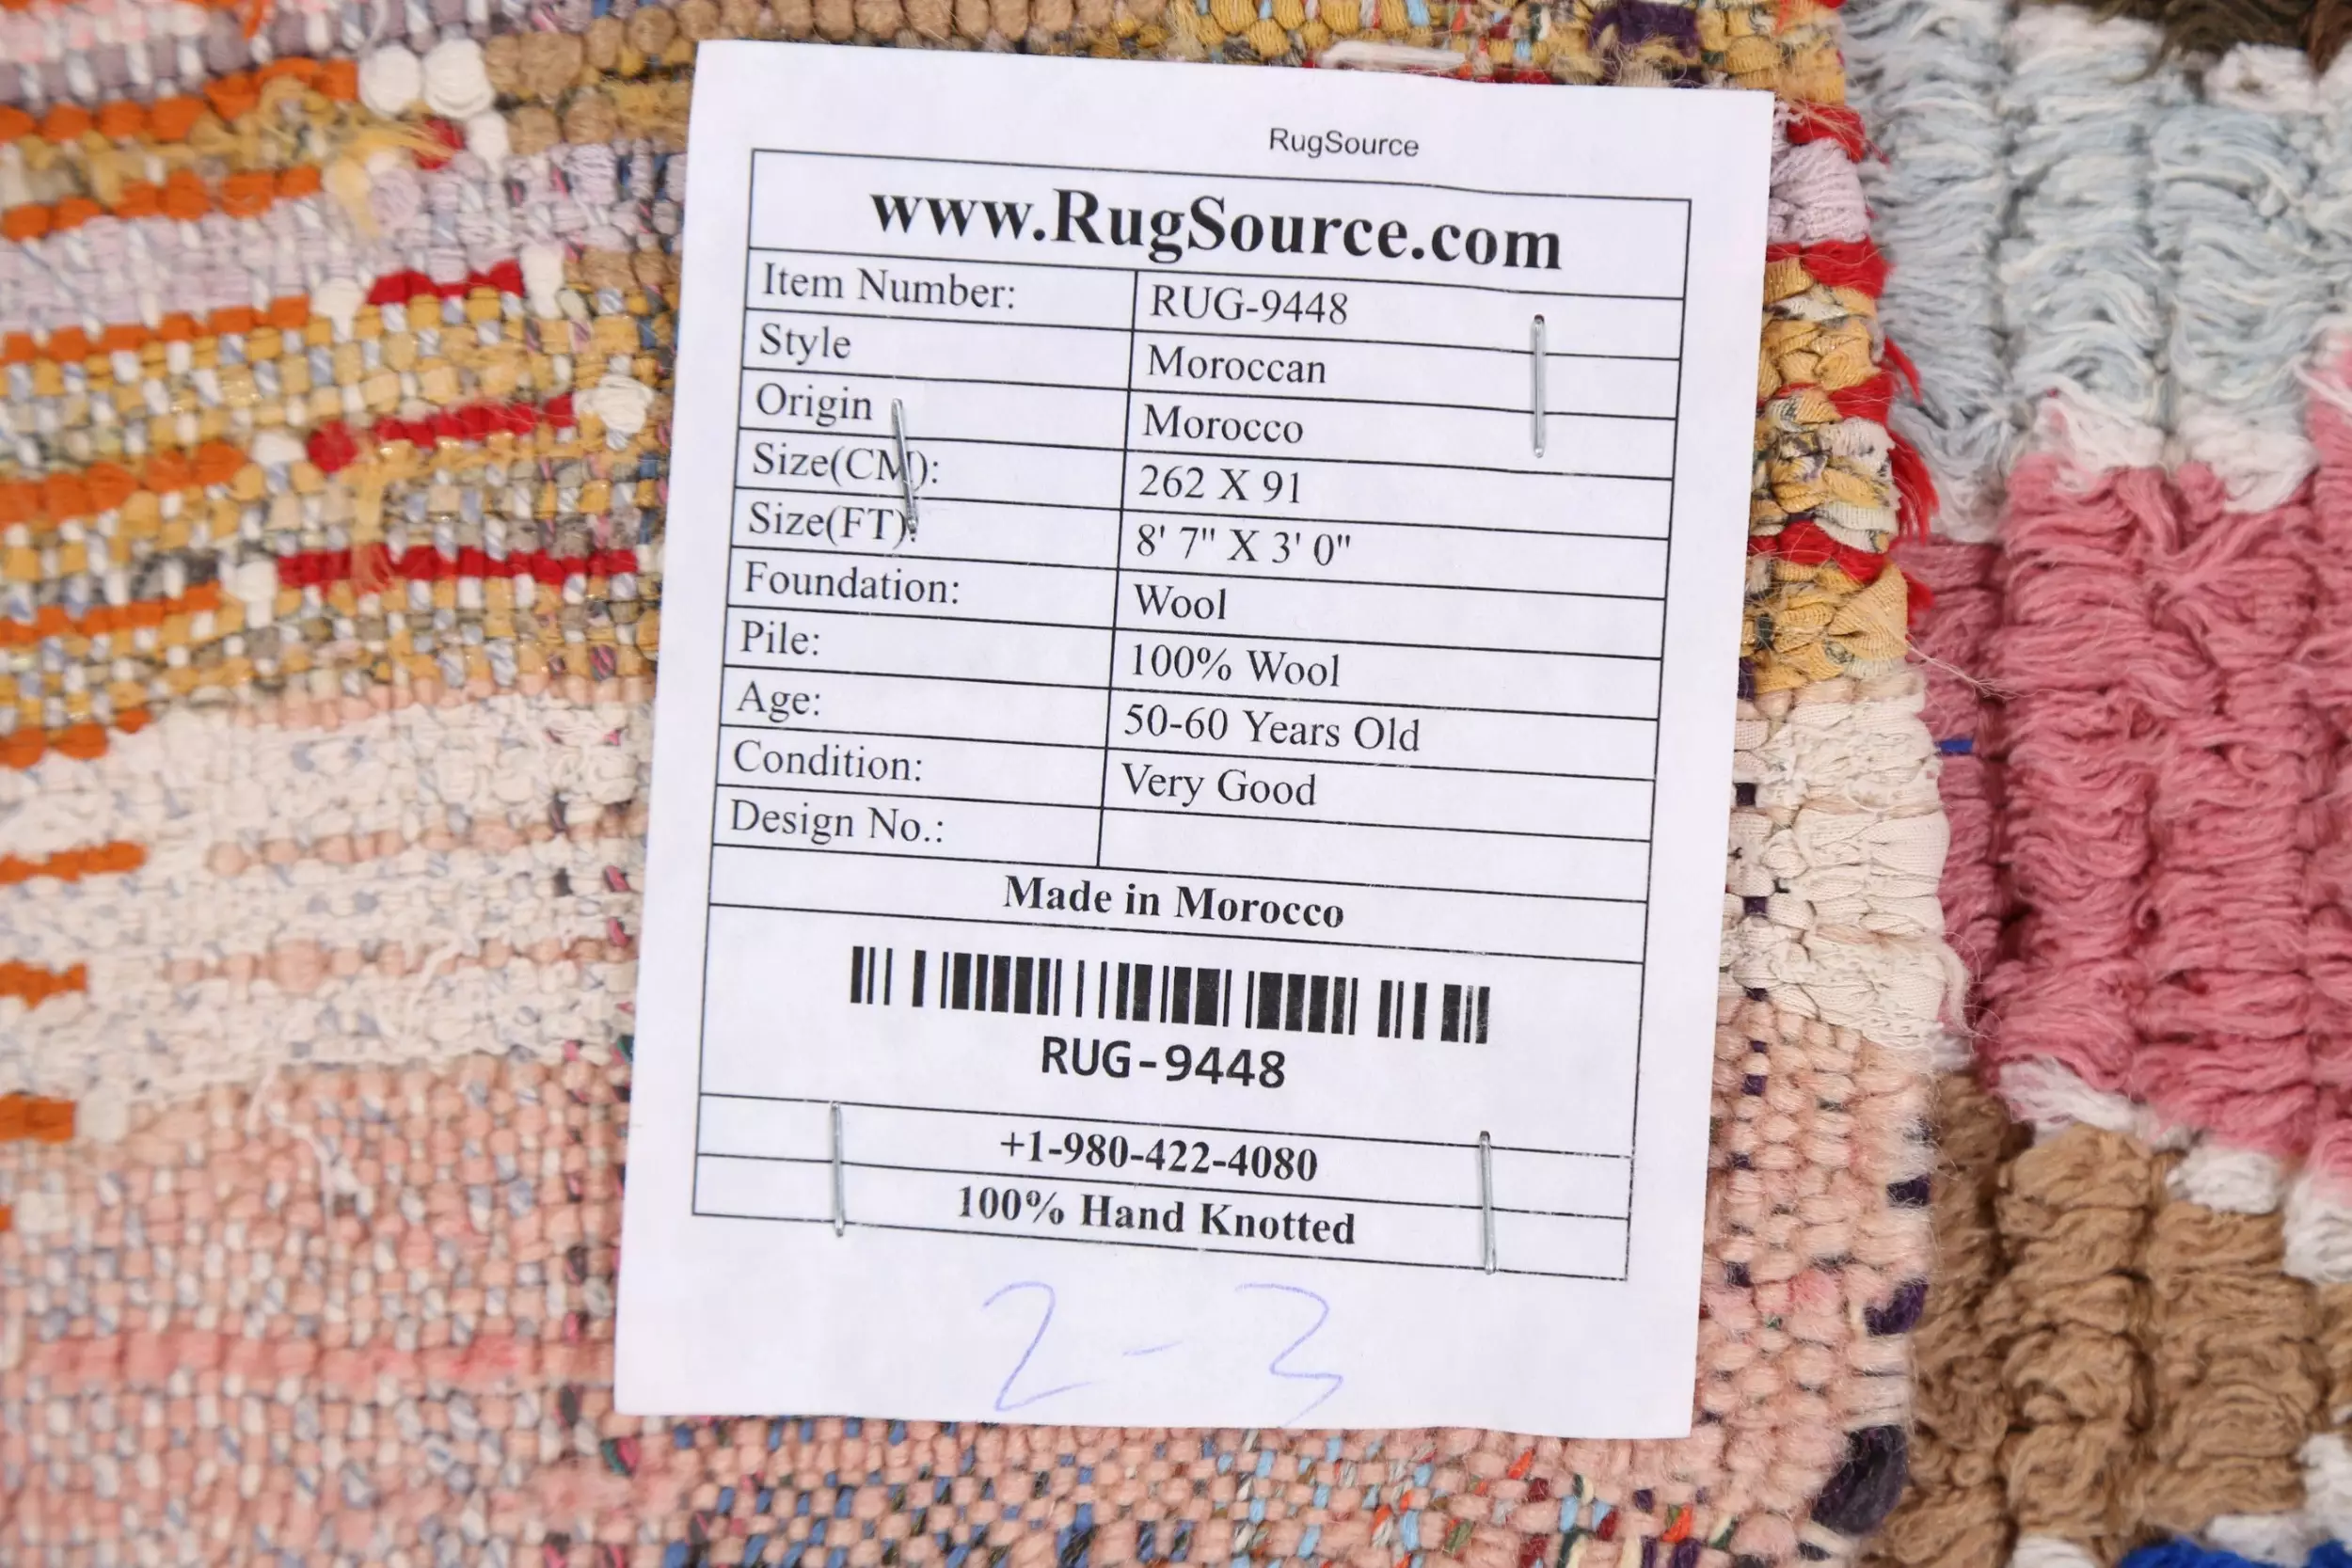 RugSource
www.RugSource.com
Item Number: RUG-9448
Style Moroccan
Origin Morocco
Size(CM): 262 X 91
Size(FT): 8' 7" X 3' 0"
Foundation: Wool
Pile: 100% Wool
Age: 50-60 Years Old
Condition: Very Good
Design No.:
Made in Morocco
RUG-9448
+1-980-422-4080
100% Hand Knotted
2-3